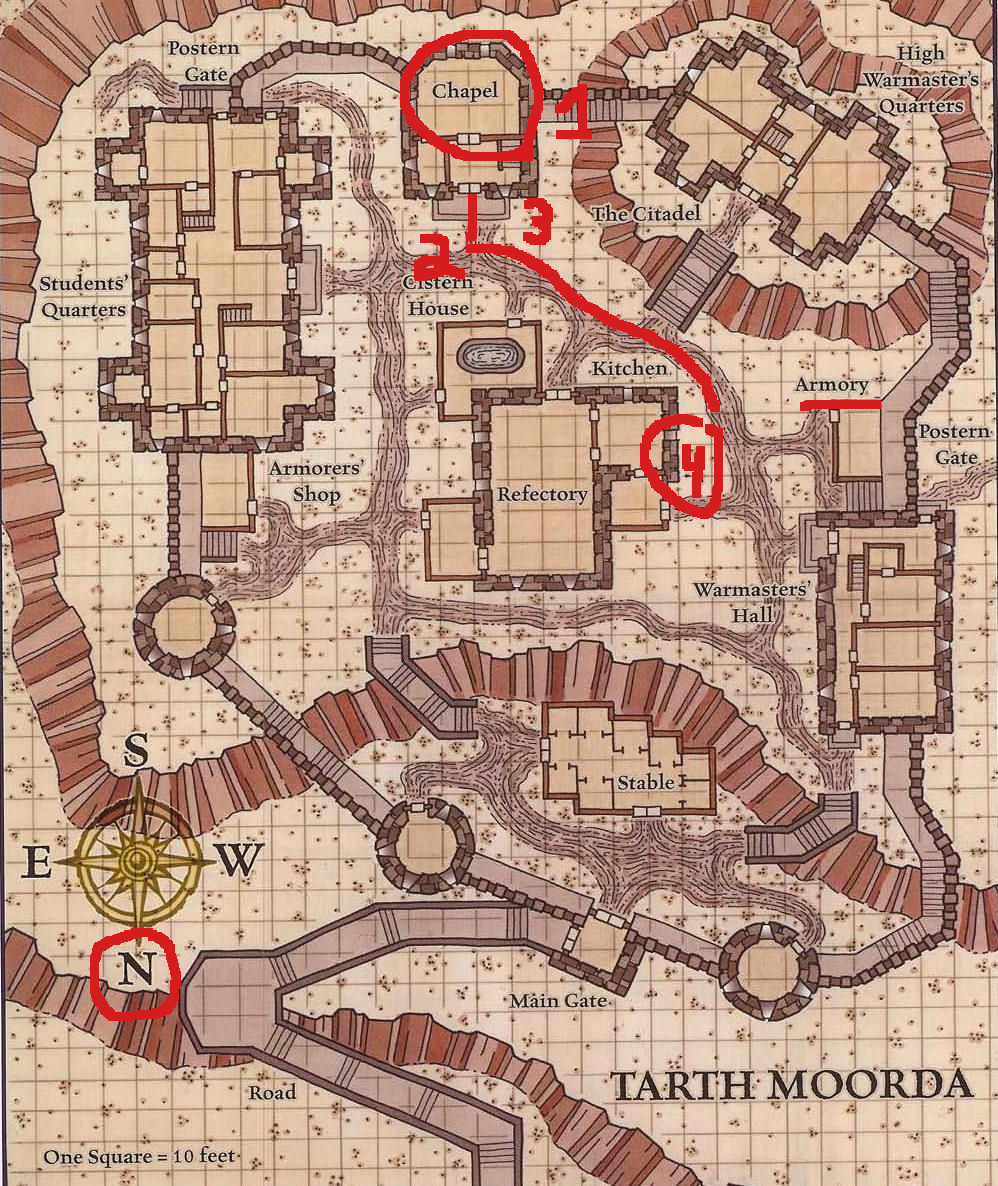 Postern
Gate
Chapel
High
Warmaster's
Quarters
1
The Citadel
3
2
Students'
Quarters
Cistern
House
Kitchen
Armory
4
Postern
Gate
Armorers'
Shop
Refectory
Warmasters'
Hall
S
Stable
E
W
N
Main Gate
Road
TARTH MOORDA
One Square = 10 feet